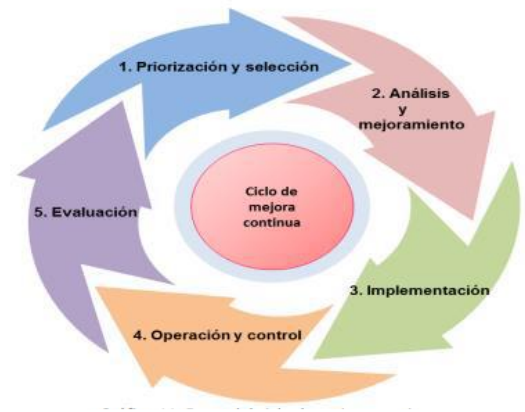 1. Priorización y selección
2. Análisis
y
mejoramiento
3. Implementación
4. Operación y control
5. Evaluación
Ciclo de
mejora
continua